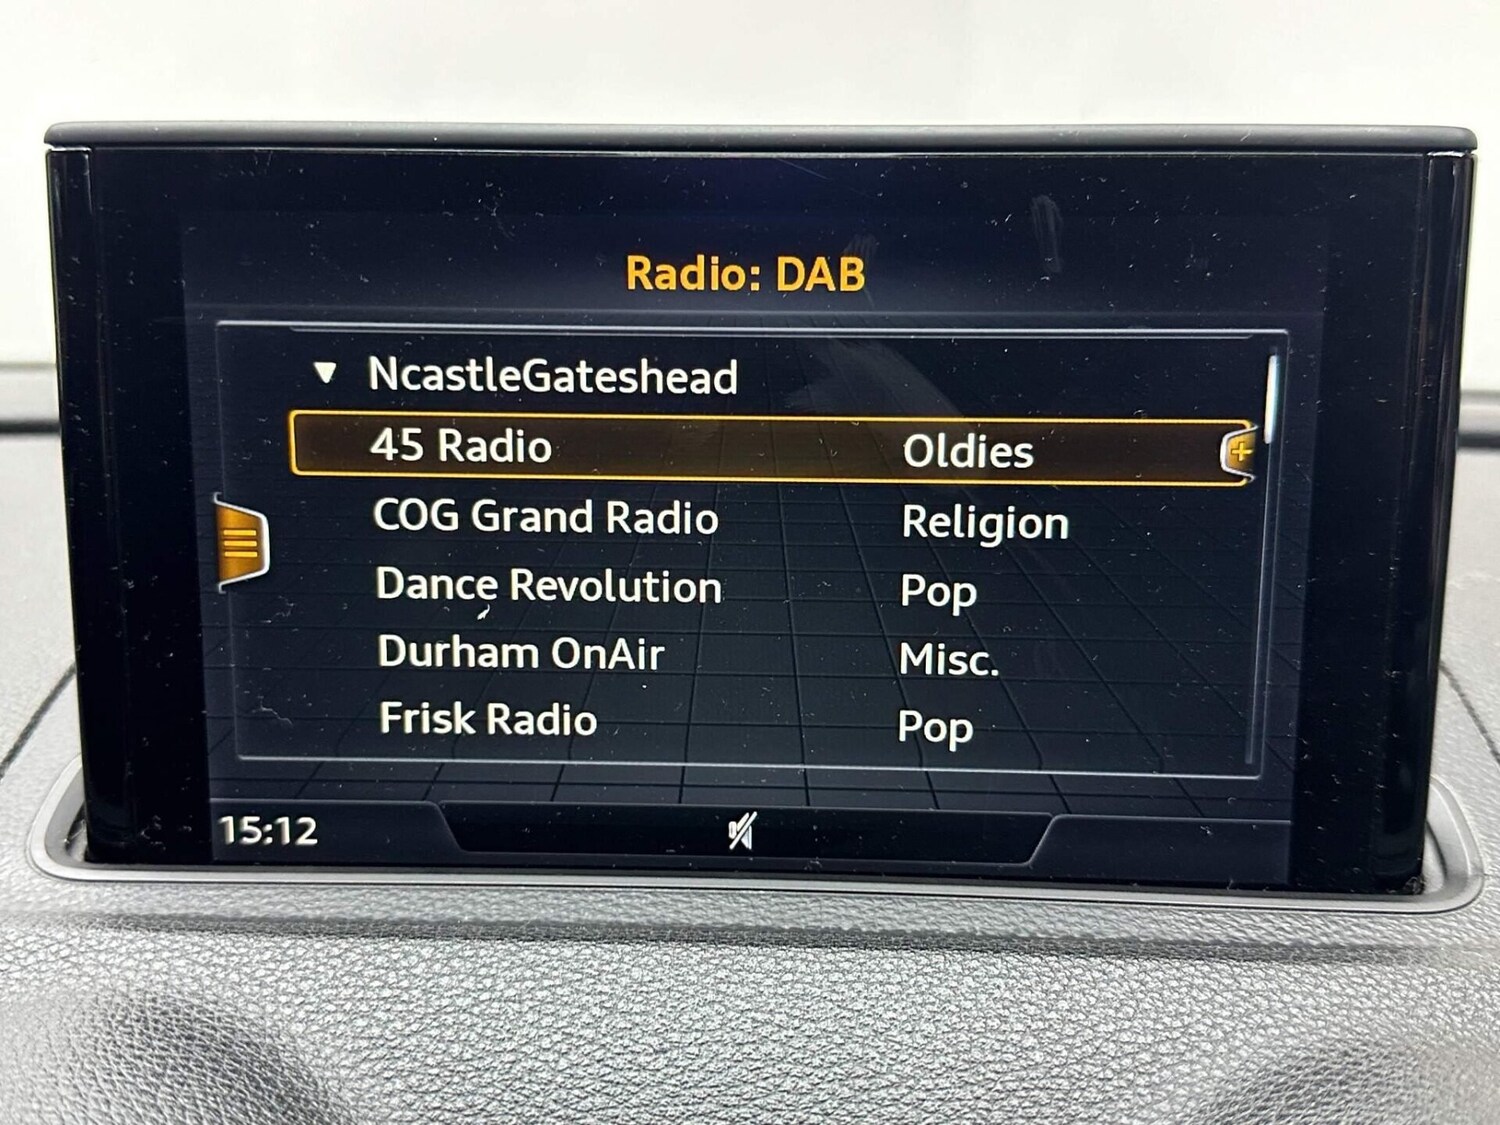 Radio: DAB
NcastleGateshead
45 Radio Oldies
COG Grand Radio Religion
Dance Revolution Pop
Durham OnAir Misc.
Frisk Radio Pop
15:12